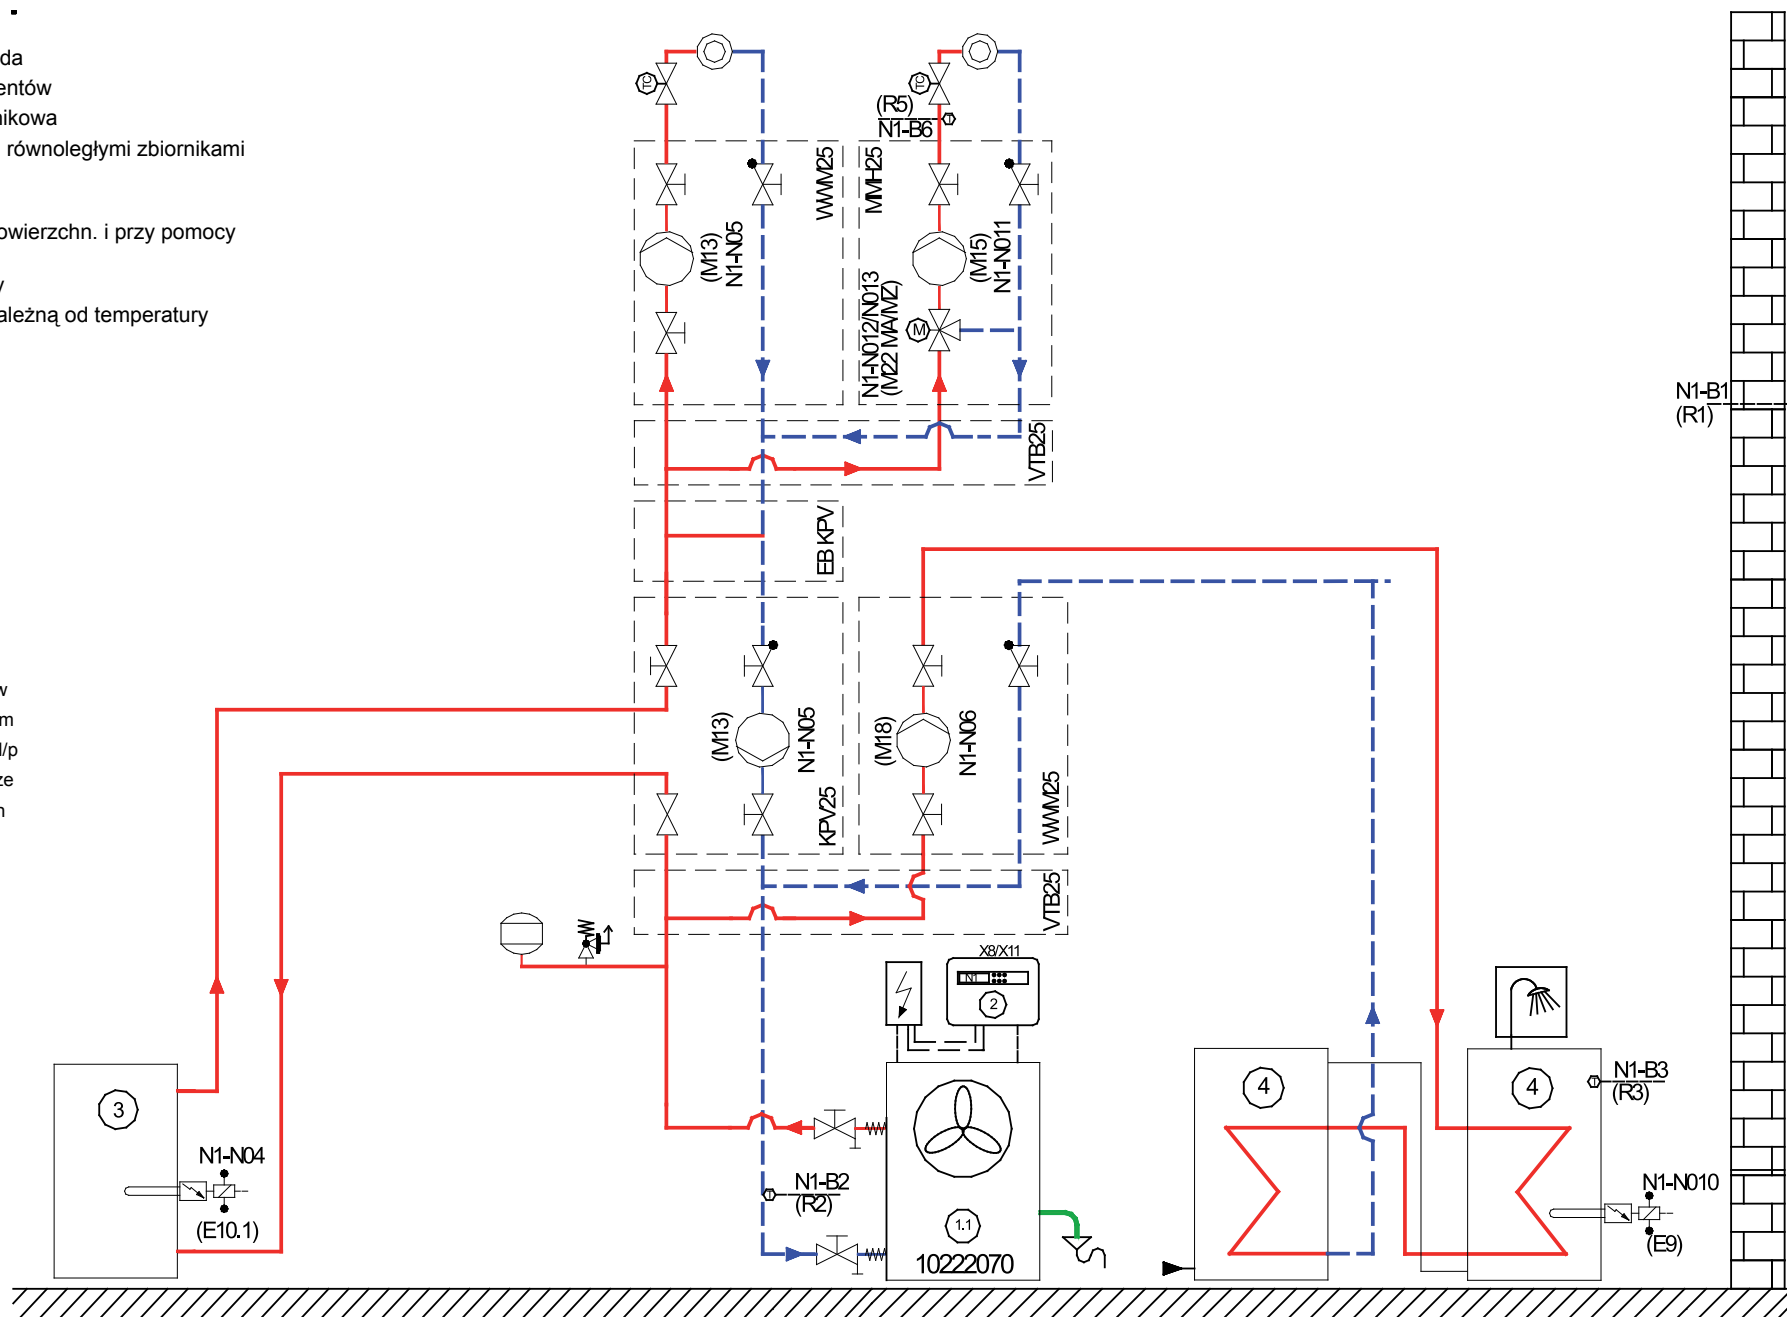 da
entów
nikowa
równoległymi zbiornikami
owierzchn. i przy pomocy
y
ależną od temperatury
w
m
l/p
ze
h
TC
TC
(R5)
N1-B6
T
WWM25
MMH25
(M13)
N1-N05
(M15)
N1-N011
N1-N012/N013
(M22 MA/MZ)
M
VTB25
EB KPV
N1-B1
(R1)
(M13)
N1-N05
KPV25
(M18)
N1-N06
WWM25
VTB25
X8/X11
N1
2
3
N1-N04
(E10.1)
N1-B2
(R2)
1.1
10222070
4
4
N1-B3
(R3)
N1-N010
(E9)